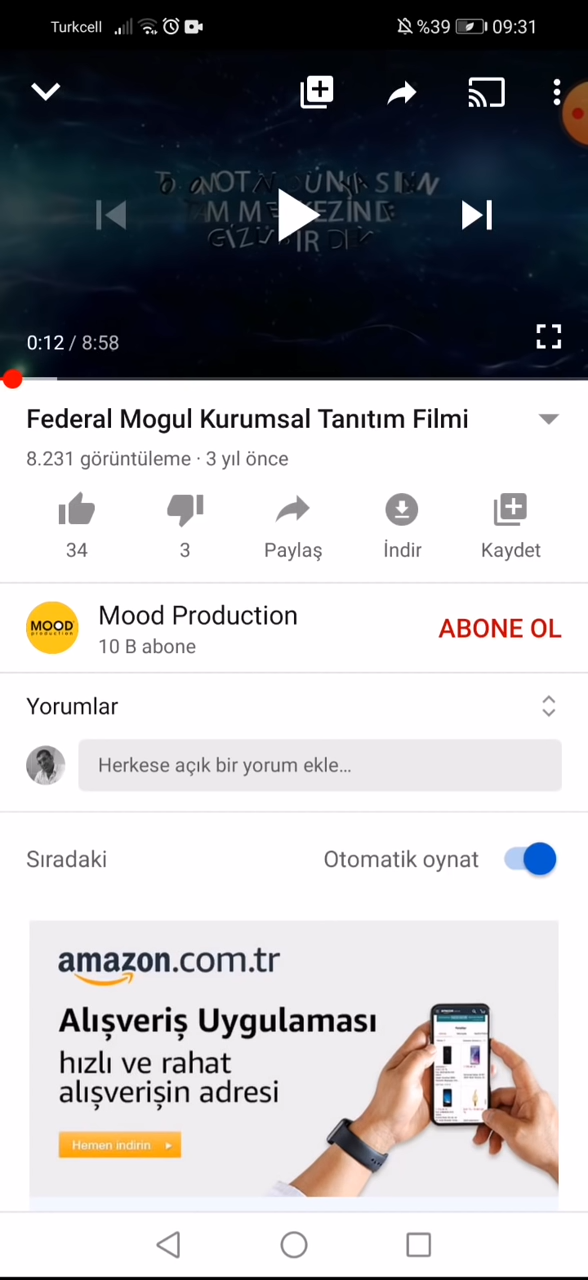 Turkcell
%39
09:31
0:12 / 8:58
Federal Mogul Kurumsal Tanıtım Filmi
8.231 görüntüleme · 3 yıl önce
34
3
Paylaş
İndir
Kaydet
MOOD
production
Mood Production
10 B abone
ABONE OL
Yorumlar
Herkese açık bir yorum ekle...
Sıradaki
Otomatik oynat
amazon.com.tr
Alışveriş Uygulaması
hızlı ve rahat
alışverişin adresi
Hemen indirin